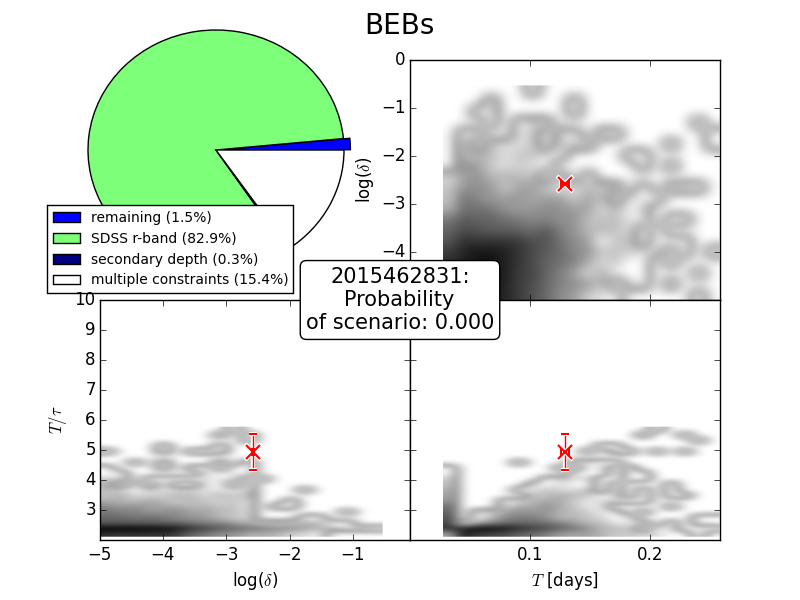 BEBs
remaining (1.5%)
SDSS r-band (82.9%)
secondary depth (0.3%)
multiple constraints (15.4%)
0
−1
−2
−3
−4
log(δ)
2015462831:
Probability
of scenario: 0.000
10
9
8
7
6
5
4
3
T/τ
−5 −4 −3 −2 −1
log(δ)
0.1 0.2
T [days]